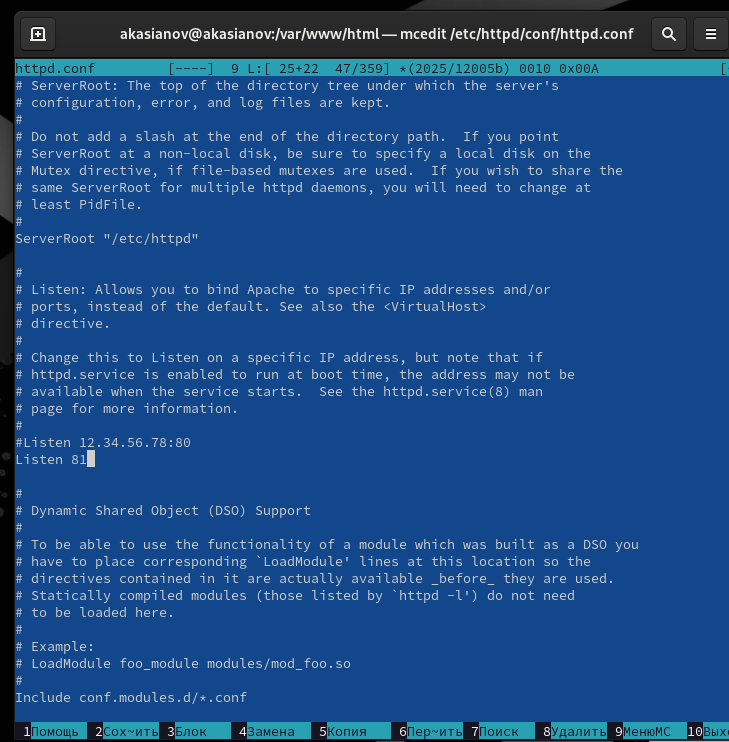 akasianov@akasianov:/var/www/html — mcedit /etc/httpd/conf/httpd.conf
httpd.conf         [----]  9 L:[ 25+22  47/359] *(2025/12005b) 0010 0x00A               [
# ServerRoot: The top of the directory tree under which the server's
# configuration, error, and log files are kept.
#
# Do not add a slash at the end of the directory path.  If you point
# ServerRoot at a non-local disk, be sure to specify a local disk on the
# Mutex directive, if file-based mutexes are used.  If you wish to share the
# same ServerRoot for multiple httpd daemons, you will need to change at
# least PidFile.
#
ServerRoot "/etc/httpd"

#
# Listen: Allows you to bind Apache to specific IP addresses and/or
# ports, instead of the default. See also the <VirtualHost>
# directive.
#
# Change this to Listen on a specific IP address, but note that if
# httpd.service is enabled to run at boot time, the address may not be
# available when the service starts.  See the httpd.service(8) man
# page for more information.
#
#Listen 12.34.56.78:80
Listen 81

#
# Dynamic Shared Object (DSO) Support
#
# To be able to use the functionality of a module which was built as a DSO you
# have to place corresponding `LoadModule' lines at this location so the
# directives contained in it are actually available _before_ they are used.
# Statically compiled modules (those listed by `httpd -l') do not need
# to be loaded here.
#
# Example:
# LoadModule foo_module modules/mod_foo.so
#
Include conf.modules.d/*.conf
1Помощь 2Сох~ить 3Блок 4Замена 5Копия 6Пер~ить 7Поиск 8Удалить 9МенюMC 10Вых